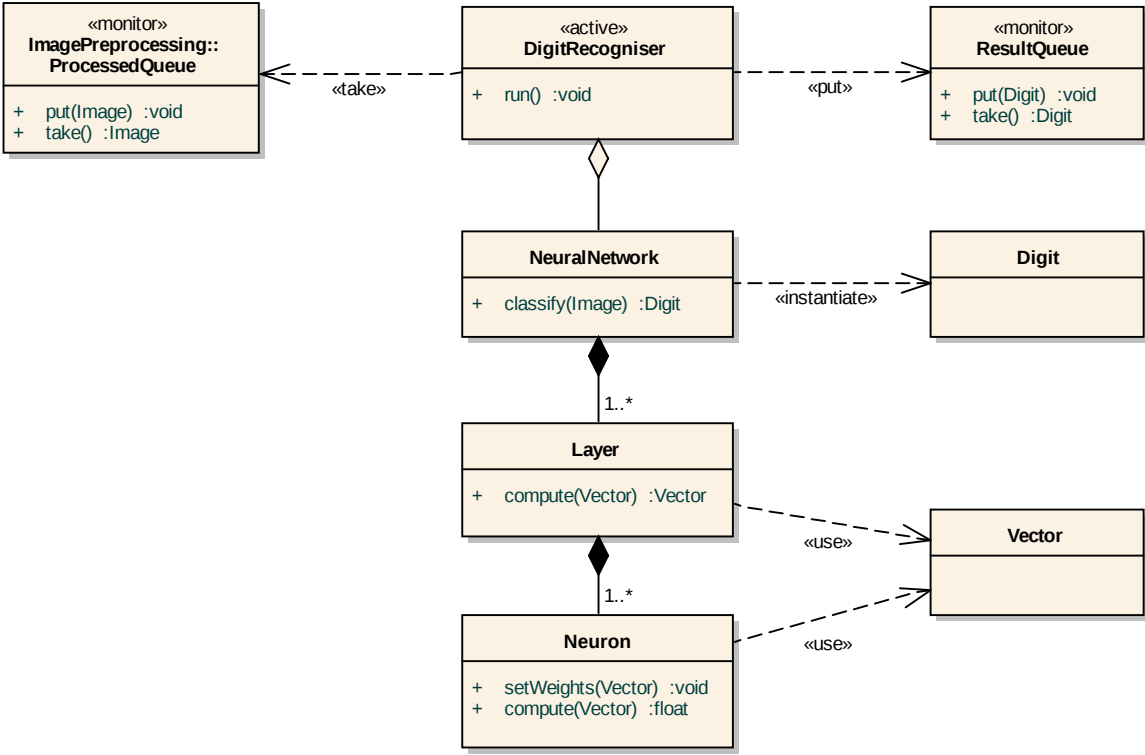 «monitor»
ImagePreprocessing::
ProcessedQueue
+ put(Image) :void
+ take() :Image
«take»
«active»
DigitRecogniser
+ run() :void
«put»
«monitor»
ResultQueue
+ put(Digit) :void
+ take() :Digit
NeuralNetwork
+ classify(Image) :Digit
«instantiate»
Digit
1..*
Layer
+ compute(Vector) :Vector
«use»
Vector
1..*
Neuron
+ setWeights(Vector) :void
+ compute(Vector) :float
«use»